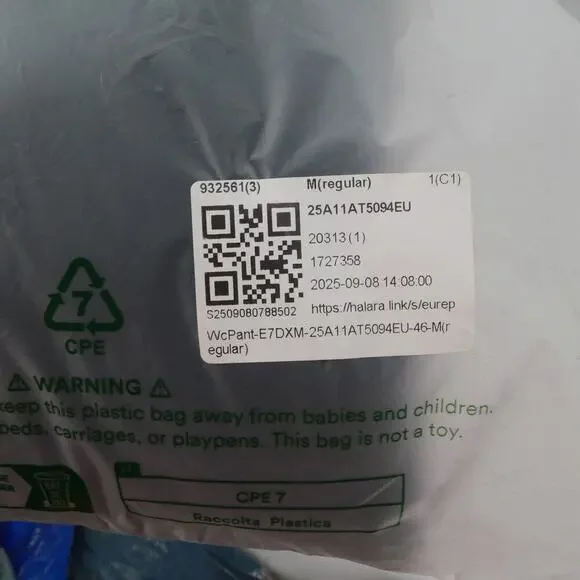 932561(3) M(regular) 1(C1)
25A11AT5094EU
20313(1)
1727358
2025-09-08 14:08:00
S2509080788502 https://halara.link/s/eurep
WcPant-E7DXM-25A11AT5094EU-46-M(r
egular)
7
CPE
⚠ WARNING ⚠
keep this plastic bag away from babies and children.
beds, carriages, or playpens. This bag is not a toy.
CPE 7
Raccolta Plastica